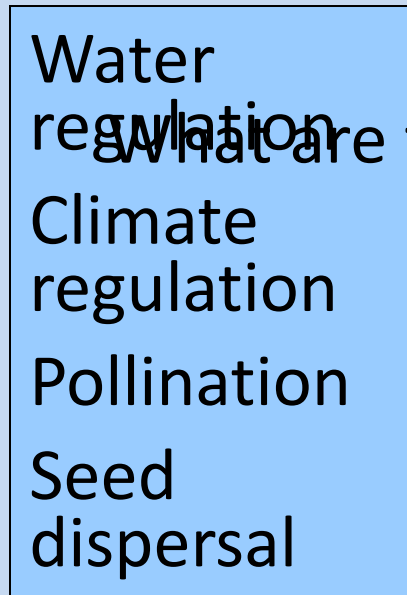 Water
regulation
What are
Climate
regulation
Pollination
Seed
dispersal